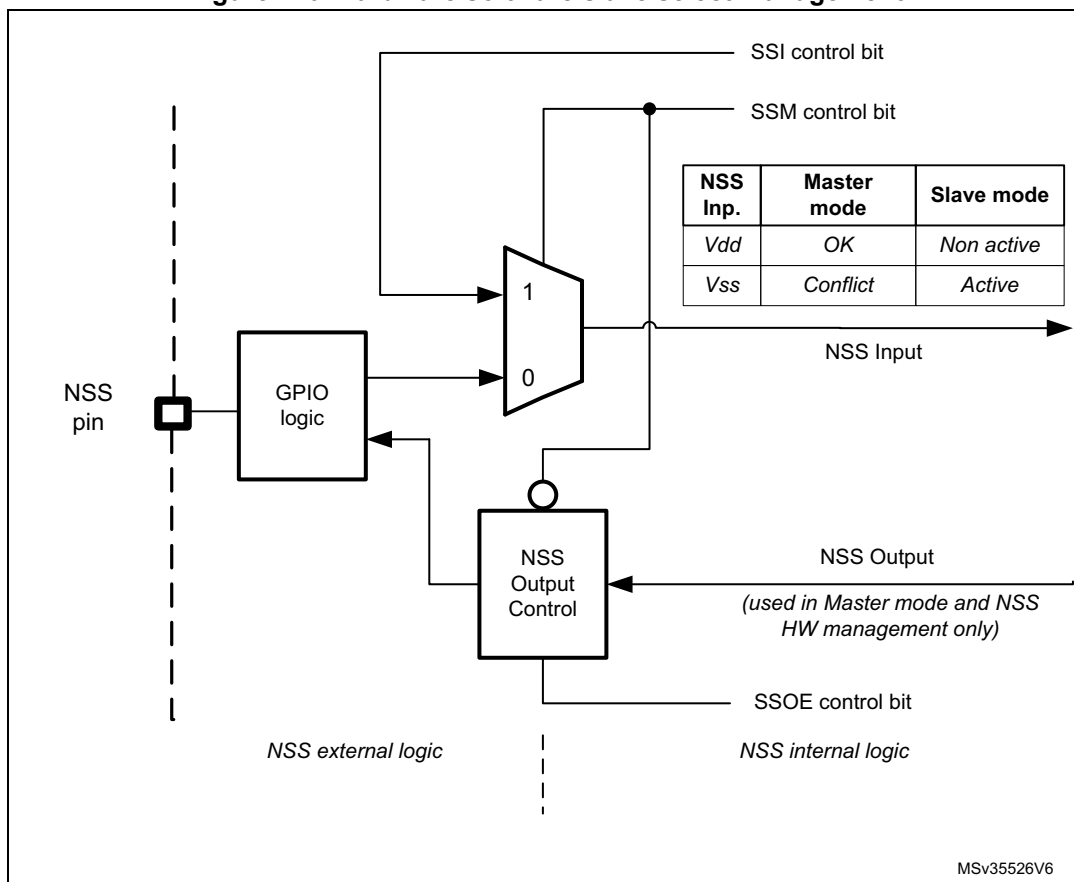 SSI control bit
SSM control bit
NSS Inp. Master mode Slave mode
Vdd OK Non active
Vss Conflict Active
1
NSS Input
0
NSS
pin
GPIO
logic
NSS
Output
Control
NSS Output
(used in Master mode and NSS
HW management only)
SSOE control bit
NSS external logic
NSS internal logic
MSv35526V6